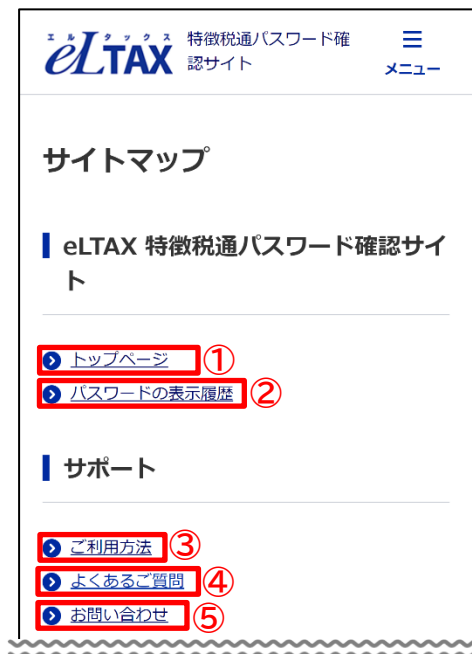 エルタックス
eLTAX 特徴税通パスワード確
認サイト
メニュー
サイトマップ
eLTAX 特徴税通パスワード確認サイ
ト
トップページ ①
パスワードの表示履歴 ②
サポート
ご利用方法 ③
よくあるご質問 ④
お問い合わせ ⑤